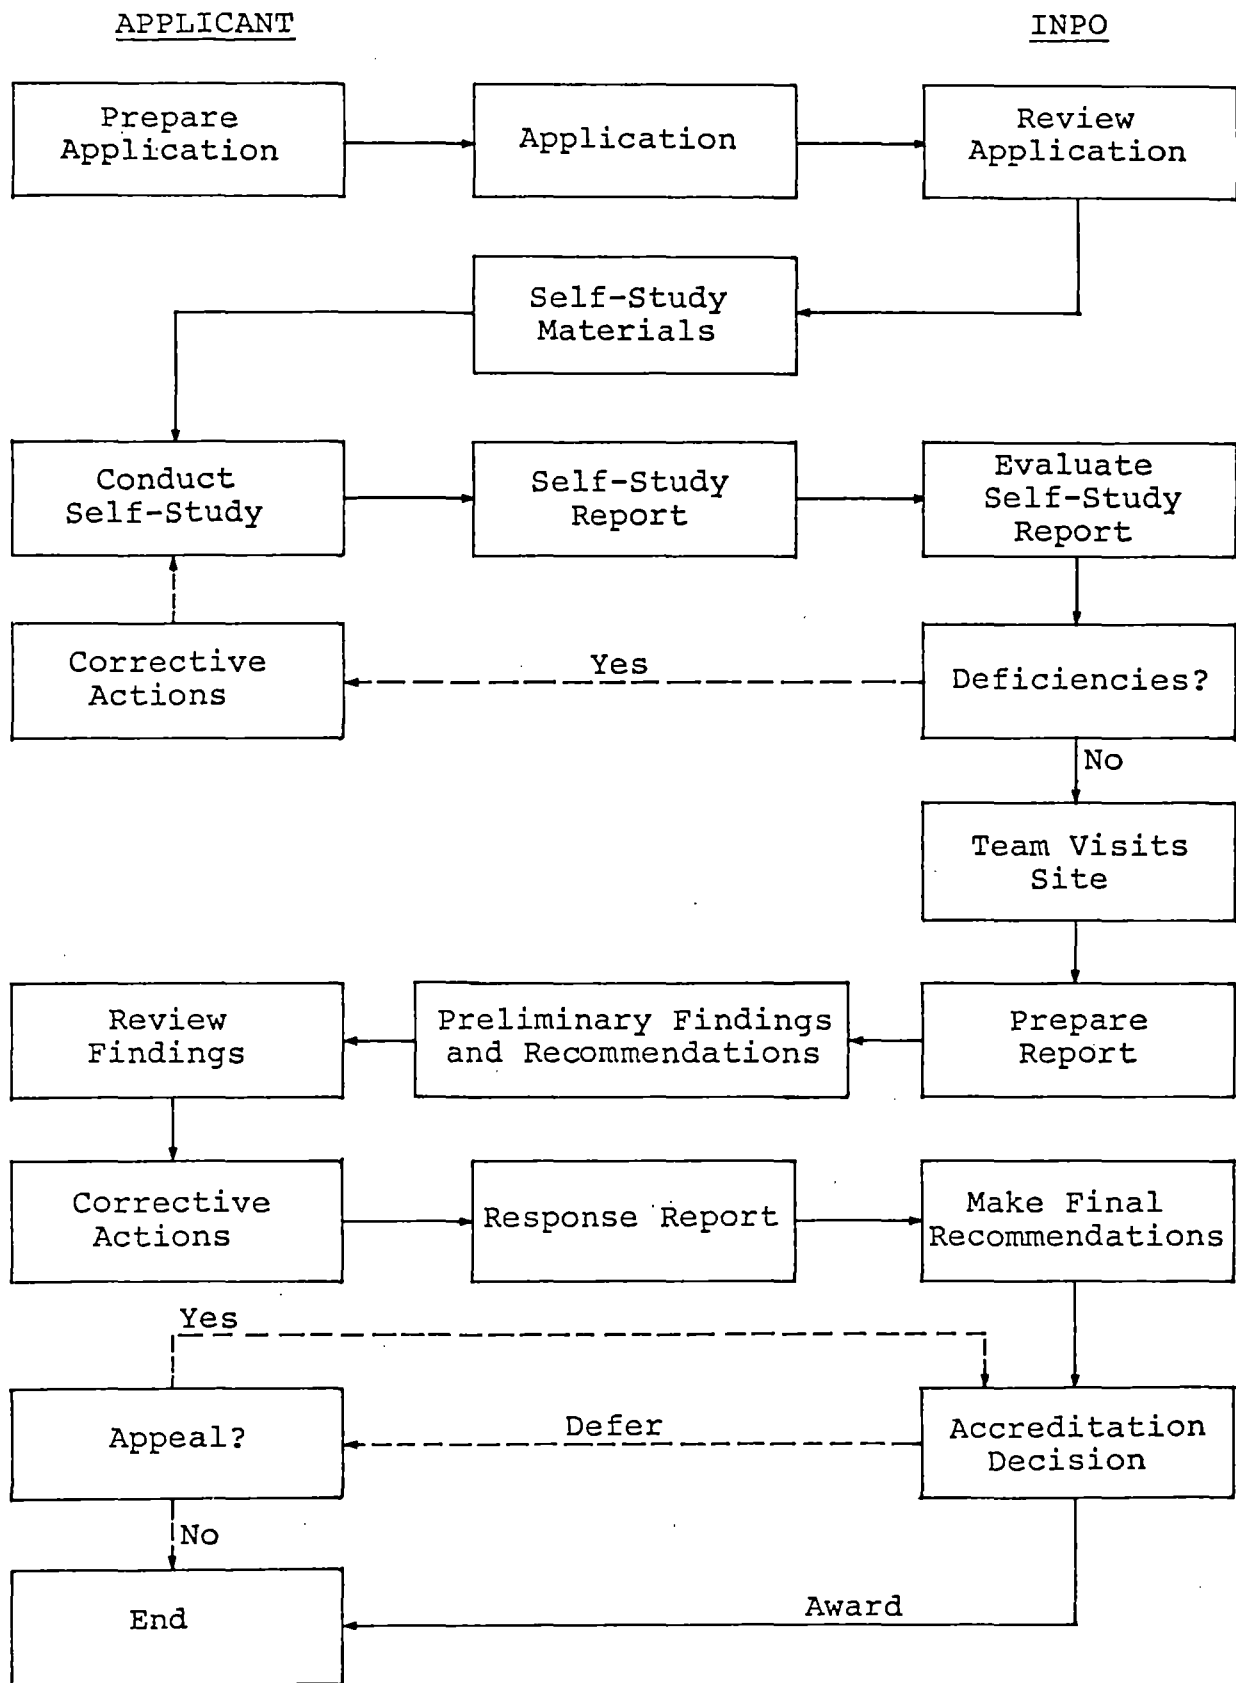 APPLICANT
INPO
Prepare
Application
Application
Review
Application
Self-Study
Materials
Conduct
Self-Study
Self-Study
Report
Evaluate
Self-Study
Report
Corrective
Actions
Yes
Deficiencies?
No
Team Visits
Site
Review
Findings
Preliminary Findings
and Recommendations
Prepare
Report
Corrective
Actions
Response Report
Make Final
Recommendations
Yes
Appeal?
Defer
Accreditation
Decision
No
End
Award